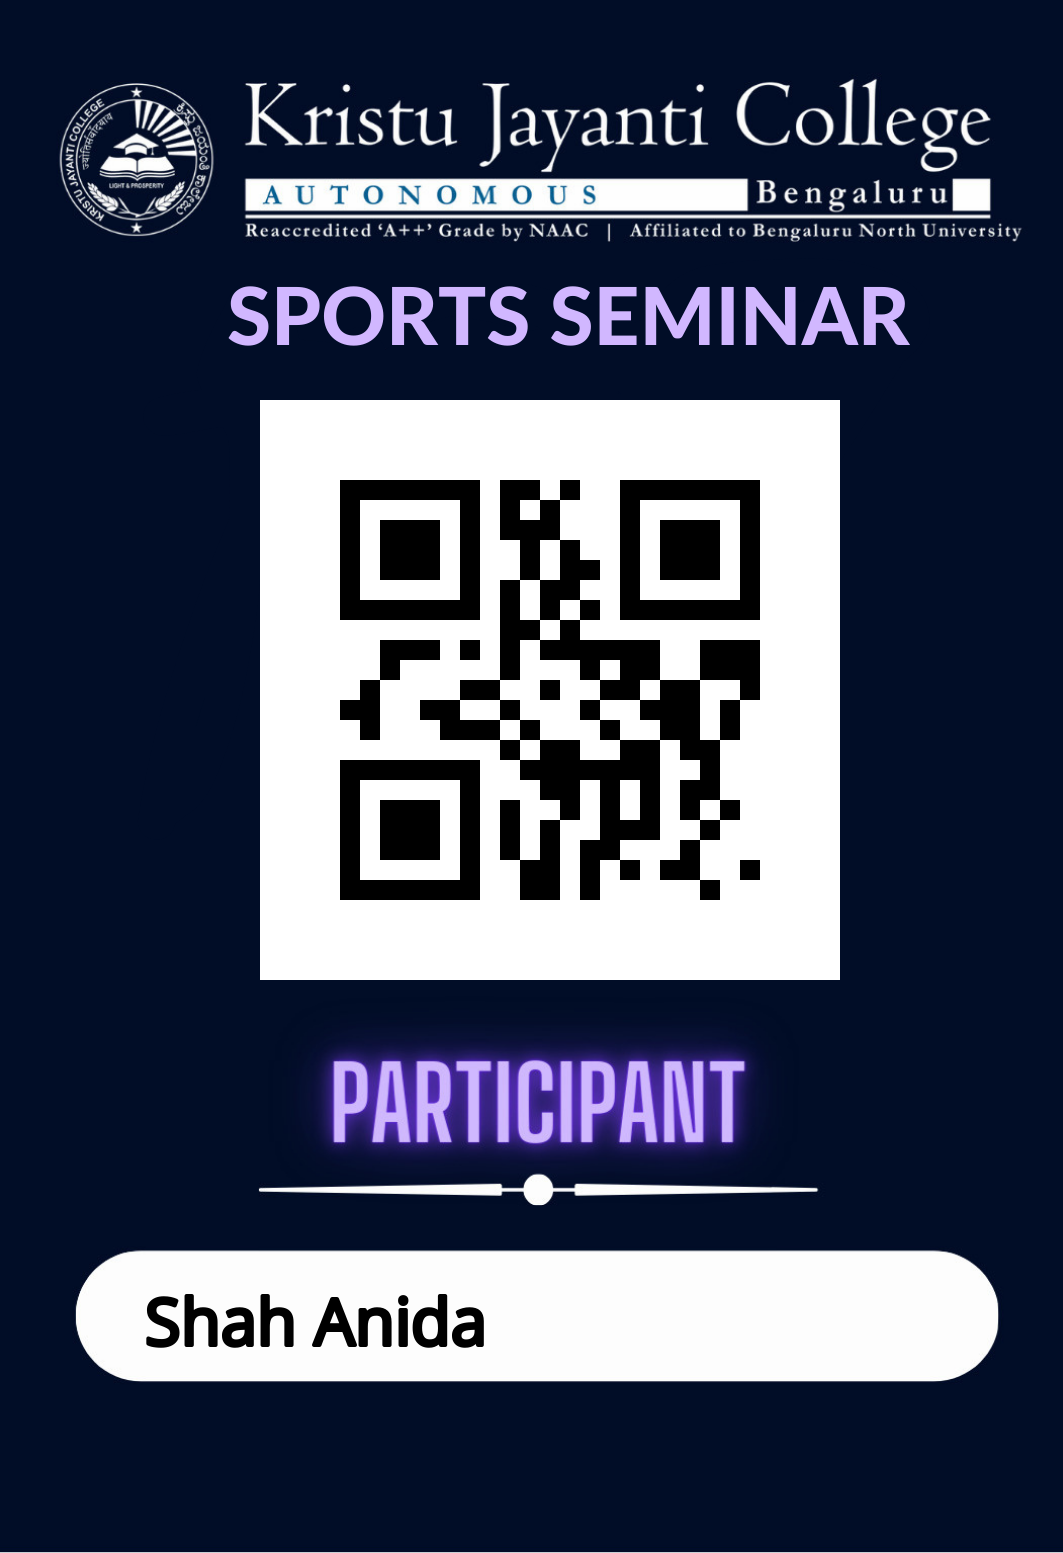 KRISTU JAYANTI COLLEGE
LIGHT & PROSPERITY
Kristu Jayanti College
AUTONOMOUS Bengaluru
Reaccredited ‘A++’ Grade by NAAC | Affiliated to Bengaluru North University
SPORTS SEMINAR
PARTICIPANT
Shah Anida